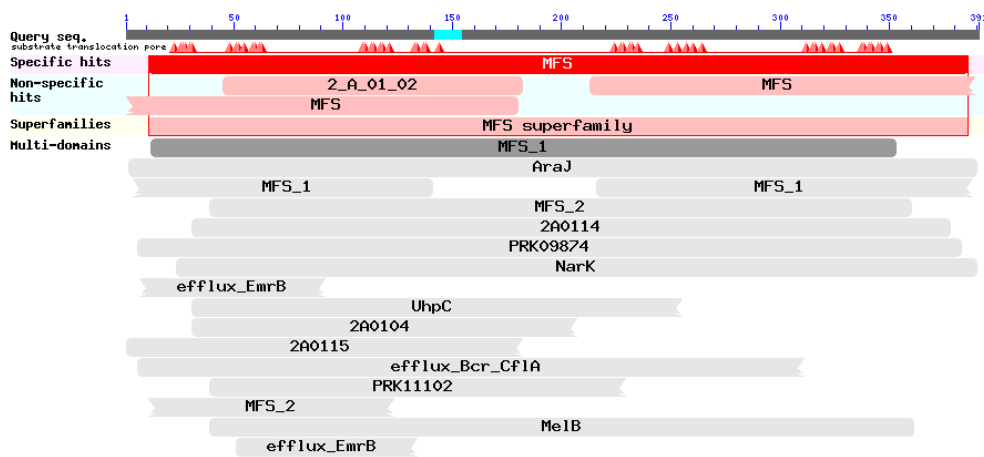 1 50 100 150 200 250 300 350 391
Query seq.
substrate translocation pore
Specific hits MFS
Non-specific hits 2_A_01_02 MFS
MFS
Superfamilies MFS superfamily
Multi-domains MFS_1
AraJ
MFS_1 MFS_1
MFS_2
2A0114
PRK09874
NarK
efflux_EmrB
UhpC
2A0104
2A0115
efflux_Bcr_CflA
PRK11102
MFS_2
MelB
efflux_EmrB